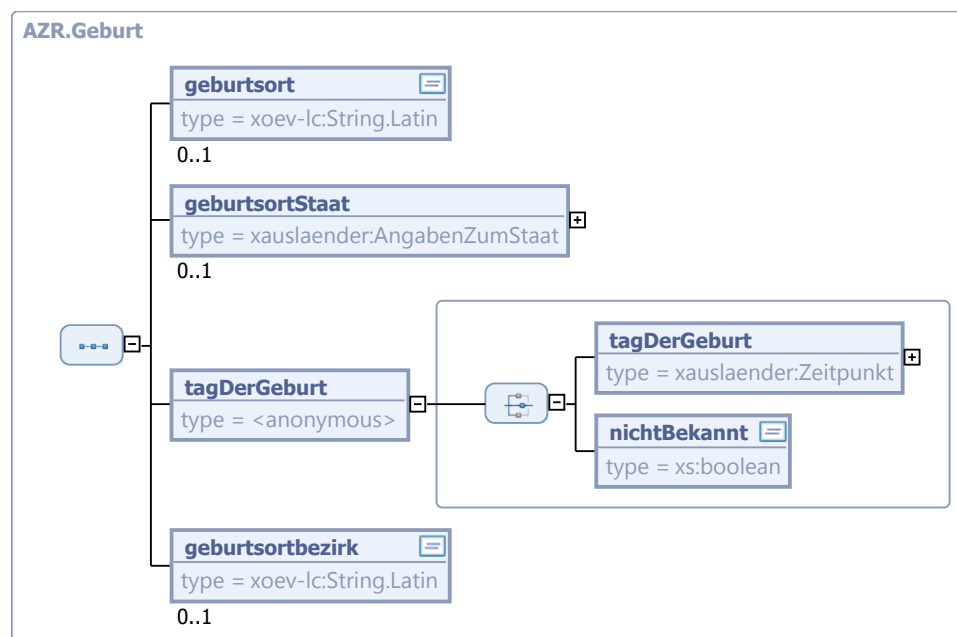 AZR.Geburt
geburtsort
type = xoev-lc:String.Latin
0..1
geburtsortStaat
type = xauslaender:AngabenZumStaat
0..1
tagDerGeburt
type = <anonymous>
tagDerGeburt
type = xauslaender:Zeitpunkt
nichtBekannt
type = xs:boolean
geburtsortbezirk
type = xoev-lc:String.Latin
0..1